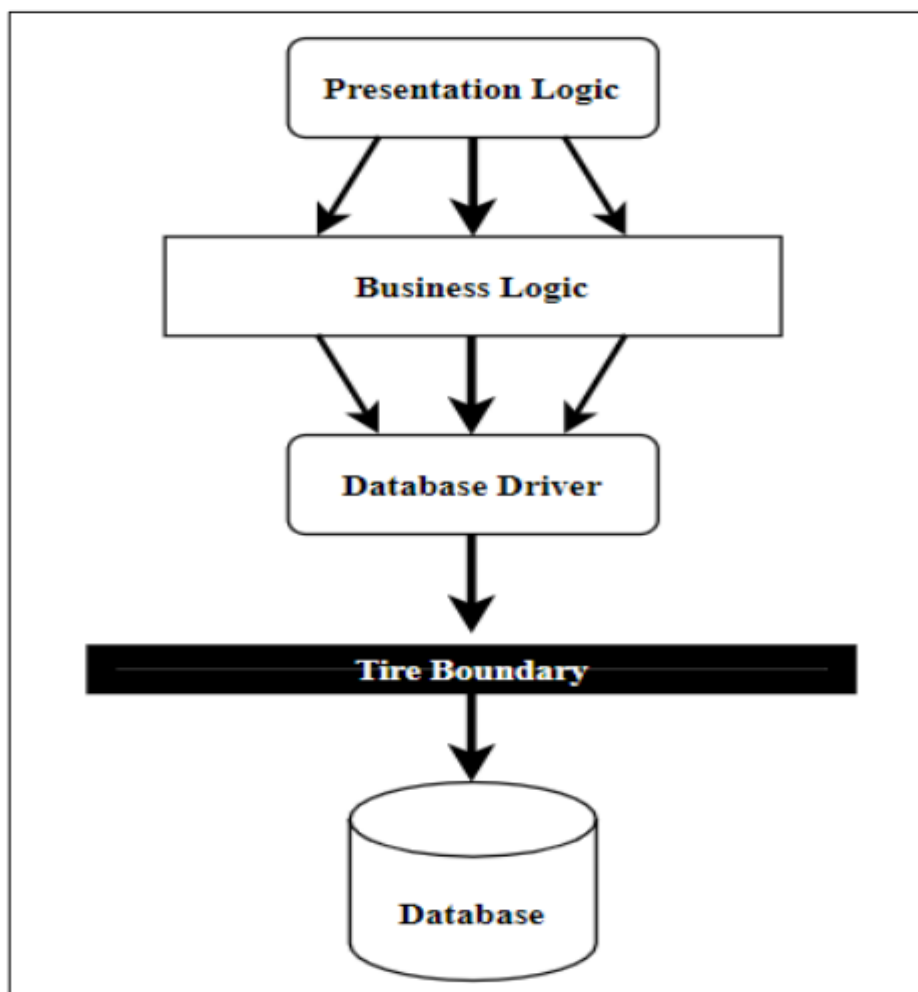 Presentation Logic
Business Logic
Database Driver
Tire Boundary
Database